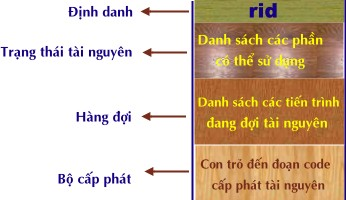 Định danh
rid
Trạng thái tài nguyên
Danh sách các phần
có thể sử dụng
Hàng đợi
Danh sách các tiến trình
đang đợi tài nguyên
Bộ cấp phát
Con trỏ đến đoạn code
cấp phát tài nguyên